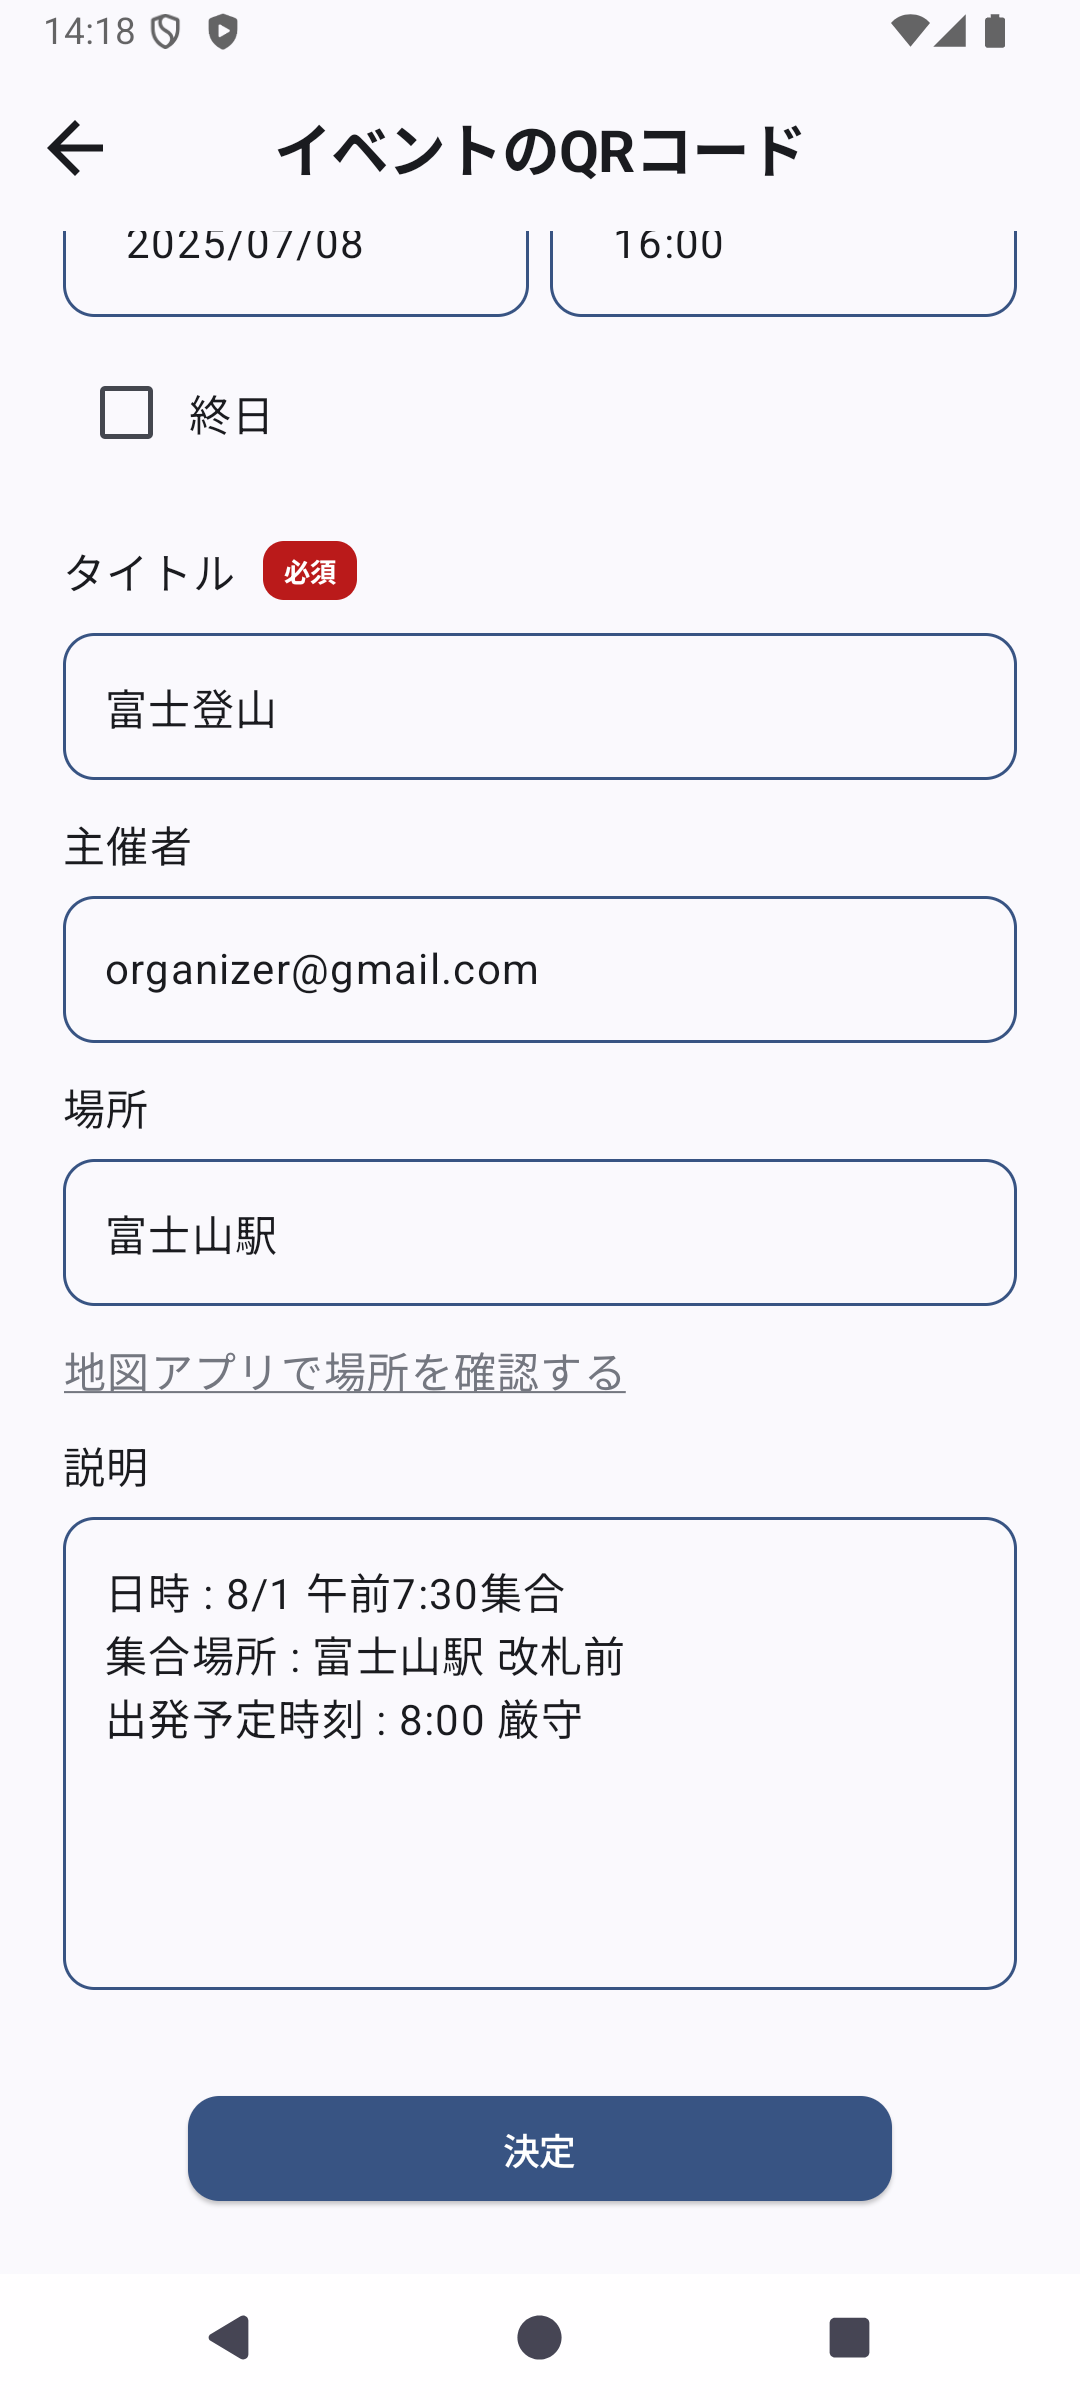 14:18
イベントのQRコード
2025/07/08 16:00
終日
タイトル 必須
富士登山
主催者
organizer@gmail.com
場所
富士山駅
地図アプリで場所を確認する
説明
日時 : 8/1 午前7:30集合
集合場所 : 富士山駅 改札前
出発予定時刻 : 8:00 厳守
決定